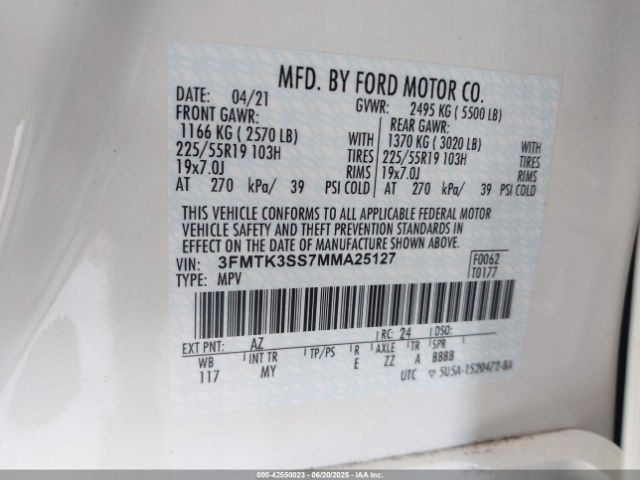 MFD. BY FORD MOTOR CO.
DATE: 04/21 GVWR: 2495 KG ( 5500 LB)
FRONT GAWR: REAR GAWR:
1166 KG ( 2570 LB) 1370 KG ( 3020 LB)
225/55R19 103H TIRES 225/55R19 103H TIRES
19x7.0J RIMS 19x7.0J RIMS
AT 270 kPa/ 39 PSI COLD AT 270 kPa/ 39 PSI COLD
THIS VEHICLE CONFORMS TO ALL APPLICABLE FEDERAL MOTOR
VEHICLE SAFETY AND THEFT PREVENTION STANDARDS IN
EFFECT ON THE DATE OF MANUFACTURE SHOWN ABOVE.
VIN: 3FMTK3SS7MMA25127 F0062
TYPE: MPV T0177
EXT PNT: AZ RC: 24 DSO:
WB INT TR TP/PS R AXLE TR SPR
117 MY E ZZ A BBBB
UTC ▽ 5U5A-1520472-BA
000-42550023 - 06/20/2025 - IAAI, Inc.